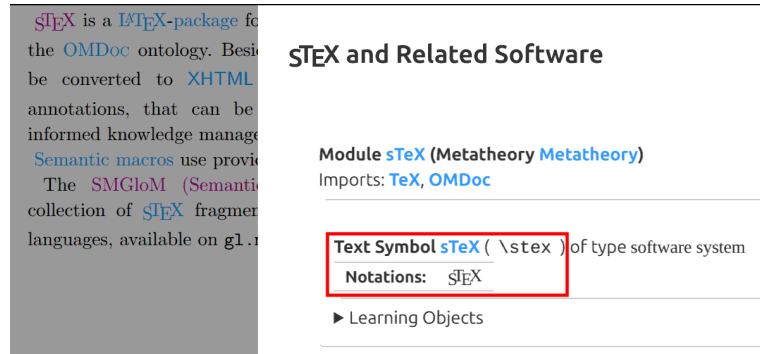 sTeX is a LaTeX-package fo
the OMDoc ontology. Besi
be converted to XHTML
annotations, that can be
informed knowledge manage
Semantic macros use provi
The SMGloM (Semanti
collection of sTeX fragmen
languages, available on gl.
sTeX and Related Software
Module sTeX (Metatheory Metatheory)
Imports: TeX, OMDoc
Text Symbol sTeX ( \stex ) of type software system
Notations: sTeX
▶ Learning Objects